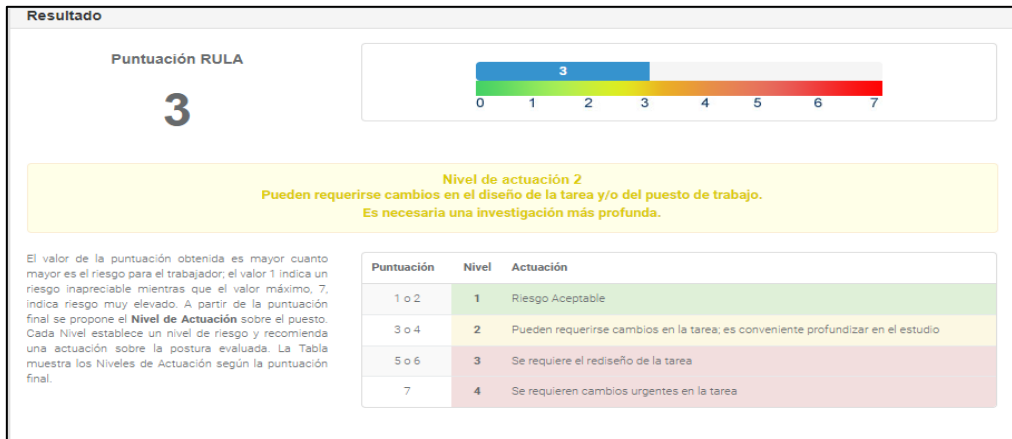 Resultado
Puntuación RULA
3
3
0 1 2 3 4 5 6 7
Nivel de actuación 2
Pueden requerirse cambios en el diseño de la tarea y/o del puesto de trabajo.
Es necesaria una investigación más profunda.
El valor de la puntuación obtenida es mayor cuanto
mayor es el riesgo para el trabajador; el valor 1 indica un
riesgo inapreciable mientras que el valor máximo, 7,
indica riesgo muy elevado. A partir de la puntuación
final se propone el Nivel de Actuación sobre el puesto.
Cada Nivel establece un nivel de riesgo y recomienda
una actuación sobre la postura evaluada. La Tabla
muestra los Niveles de Actuación según la puntuación
final.
Puntuación Nivel Actuación
1 o 2 1 Riesgo Aceptable
3 o 4 2 Pueden requerirse cambios en la tarea; es conveniente profundizar en el estudio
5 o 6 3 Se requiere el rediseño de la tarea
7 4 Se requieren cambios urgentes en la tarea